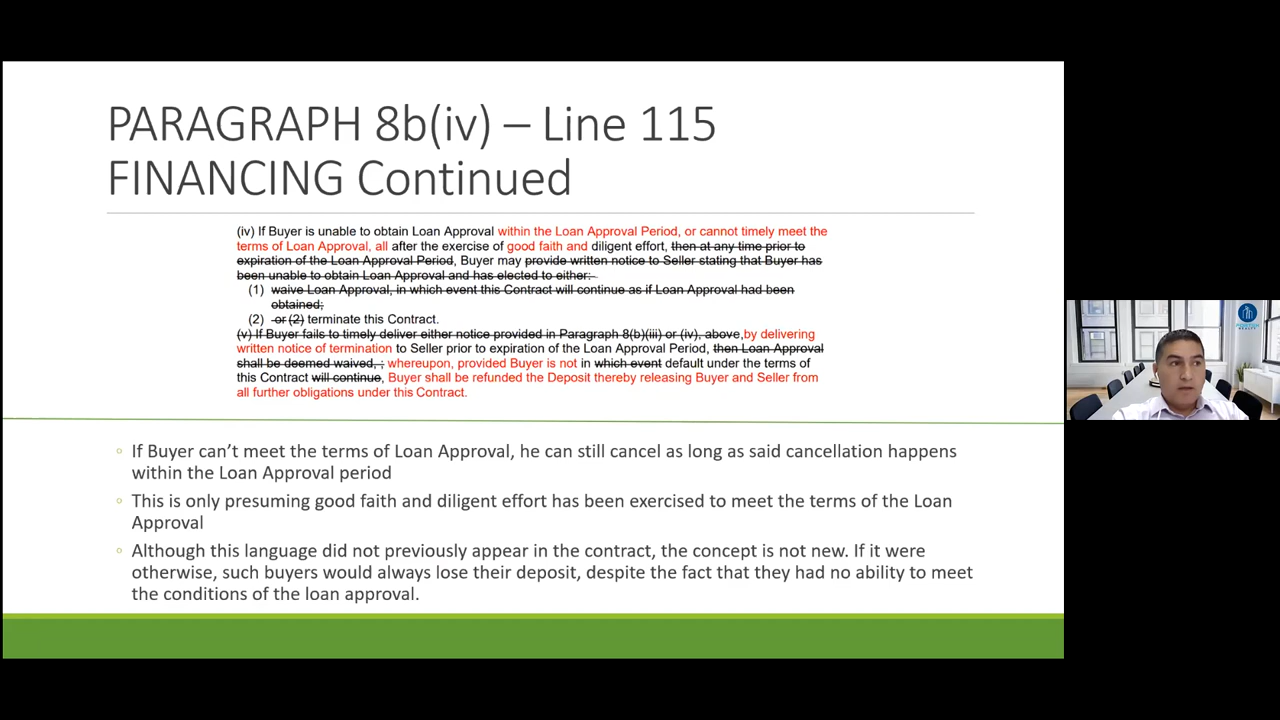 PARAGRAPH 8b(iv) – Line 115
FINANCING Continued
(iv) If Buyer is unable to obtain Loan Approval within the Loan Approval Period, or cannot timely meet the
terms of Loan Approval, all after the exercise of good faith and diligent effort, then at any time prior to
expiration of the Loan Approval Period, Buyer may provide written notice to Seller stating that Buyer has
been unable to obtain Loan Approval and has elected to either:
(1) waive Loan Approval, in which event this Contract will continue as if Loan Approval had been
obtained;
(2) or (2) terminate this Contract.
(v) If Buyer fails to timely deliver either notice provided in Paragraph 8(b)(iii) or (iv), above,by delivering
written notice of termination to Seller prior to expiration of the Loan Approval Period, then Loan Approval
shall be deemed waived, ; whereupon, provided Buyer is not in which event default under the terms of
this Contract will continue, Buyer shall be refunded the Deposit thereby releasing Buyer and Seller from
all further obligations under this Contract.
◦ If Buyer can’t meet the terms of Loan Approval, he can still cancel as long as said cancellation happens
within the Loan Approval period
◦ This is only presuming good faith and diligent effort has been exercised to meet the terms of the Loan
Approval
◦ Although this language did not previously appear in the contract, the concept is not new. If it were
otherwise, such buyers would always lose their deposit, despite the fact that they had no ability to meet
the conditions of the loan approval.